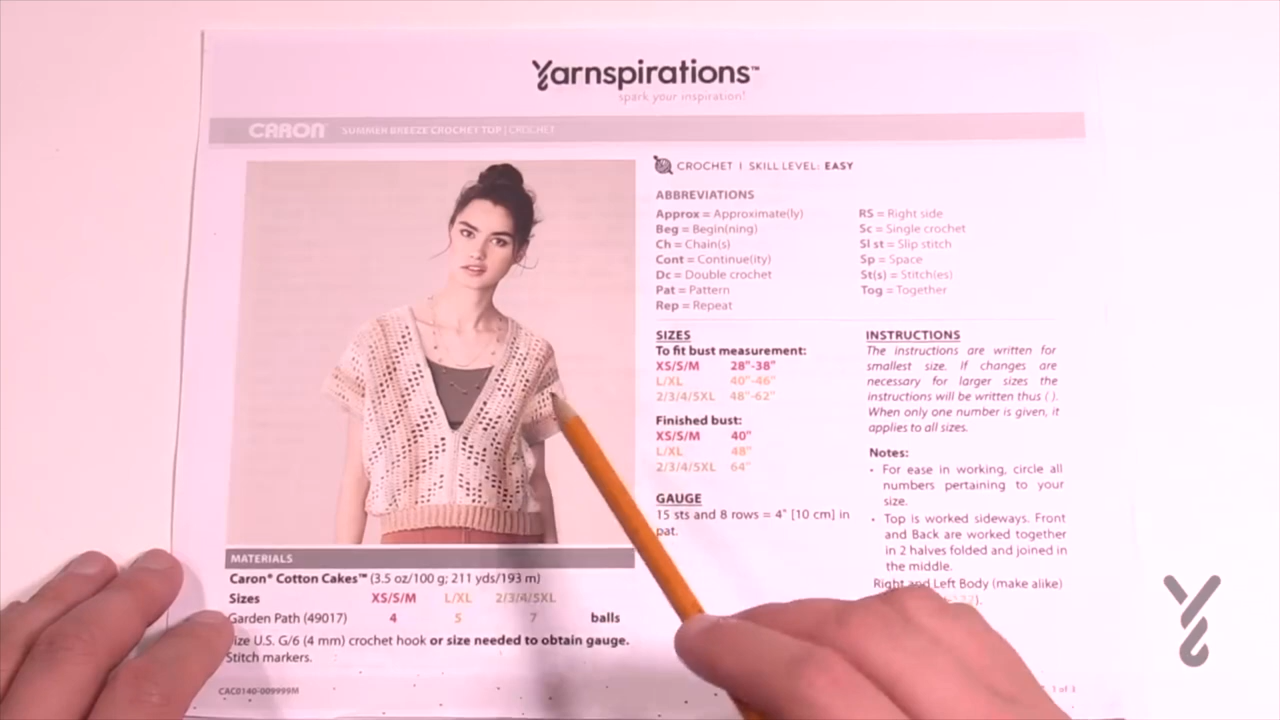 Yarnspirations™
spark your inspiration!
CARON® SUMMER BREEZE CROCHET TOP | CROCHET
CROCHET I SKILL LEVEL: EASY
ABBREVIATIONS
Approx = Approximate(ly)
Beg = Begin(ning)
Ch = Chain(s)
Cont = Continue(ity)
Dc = Double crochet
Pat = Pattern
Rep = Repeat
RS = Right side
Sc = Single crochet
Sl st = Slip stitch
Sp = Space
St(s) = Stitch(es)
Tog = Together
SIZES
To fit bust measurement:
XS/S/M 28"-38"
L/XL 40"-46"
2/3/4/5XL 48"-62"
Finished bust:
XS/S/M 40"
L/XL 48"
2/3/4/5XL 64"
GAUGE
15 sts and 8 rows = 4" [10 cm] in
pat.
INSTRUCTIONS
The instructions are written for
smallest size. If changes are
necessary for larger sizes the
instructions will be written thus ( ).
When only one number is given, it
applies to all sizes.
Notes:
• For ease in working, circle all
numbers pertaining to your
size.
• Top is worked sideways. Front
and Back are worked together
in 2 halves folded and joined in
the middle.
Right and Left Body (make alike)
MATERIALS
Caron® Cotton Cakes™ (3.5 oz/100 g; 211 yds/193 m)
Sizes XS/S/M L/XL 2/3/4/5XL
Garden Path (49017) 4 5 7 balls
Size U.S. G/6 (4 mm) crochet hook or size needed to obtain gauge.
Stitch markers.
CAC0140-009999M
1 of 3